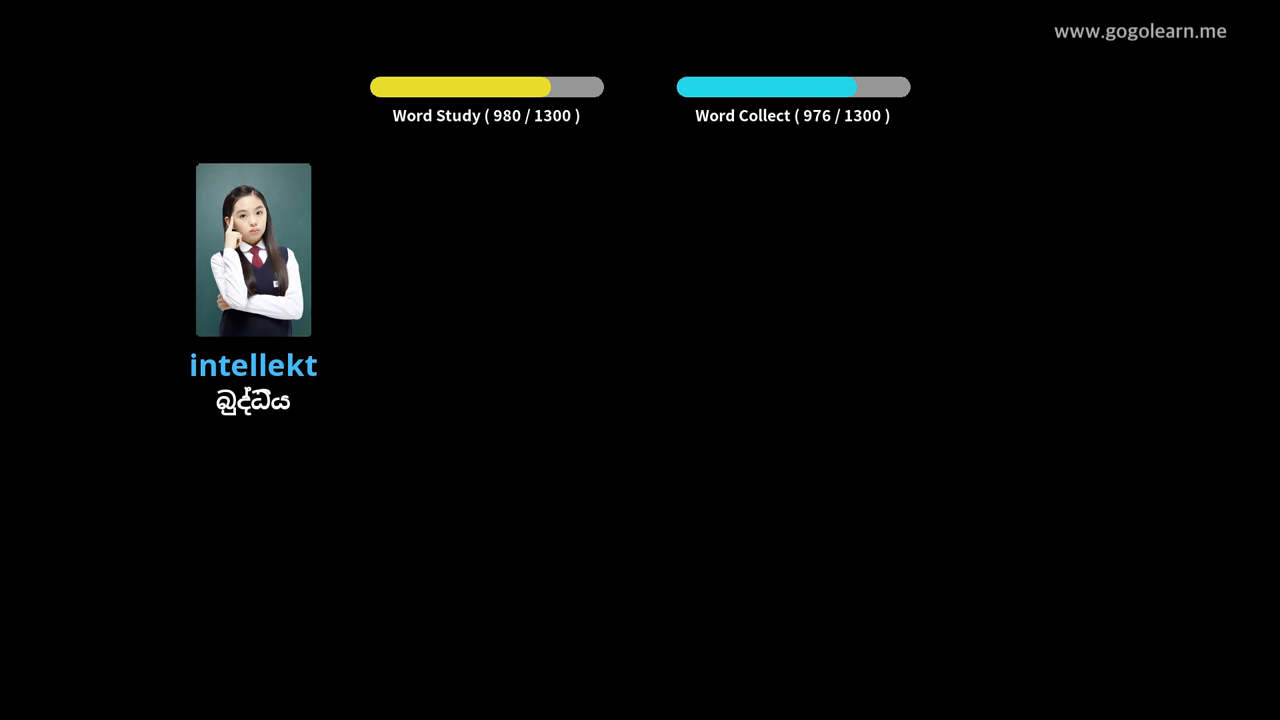 www.gogolearn.me
Word Study ( 980 / 1300 )
Word Collect ( 976 / 1300 )
intellekt
බුද්ධිය